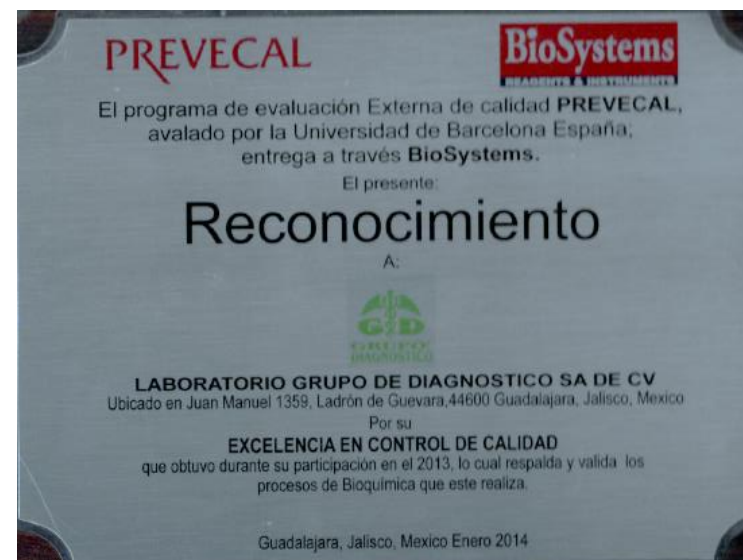 PREVECAL
BioSystems
REAGENTS & INSTRUMENTS
El programa de evaluación Externa de calidad PREVECAL,
avalado por la Universidad de Barcelona España;
entrega a través BioSystems.
El presente:
Reconocimiento
A:
G D
GRUPO
DIAGNOSTICO
LABORATORIO GRUPO DE DIAGNOSTICO SA DE CV
Ubicado en Juan Manuel 1359, Ladrón de Guevara,44600 Guadalajara, Jalisco, Mexico
Por su
EXCELENCIA EN CONTROL DE CALIDAD
que obtuvo durante su participación en el 2013, lo cual respalda y valida los
procesos de Bioquímica que este realiza.
Guadalajara, Jalisco, Mexico Enero 2014